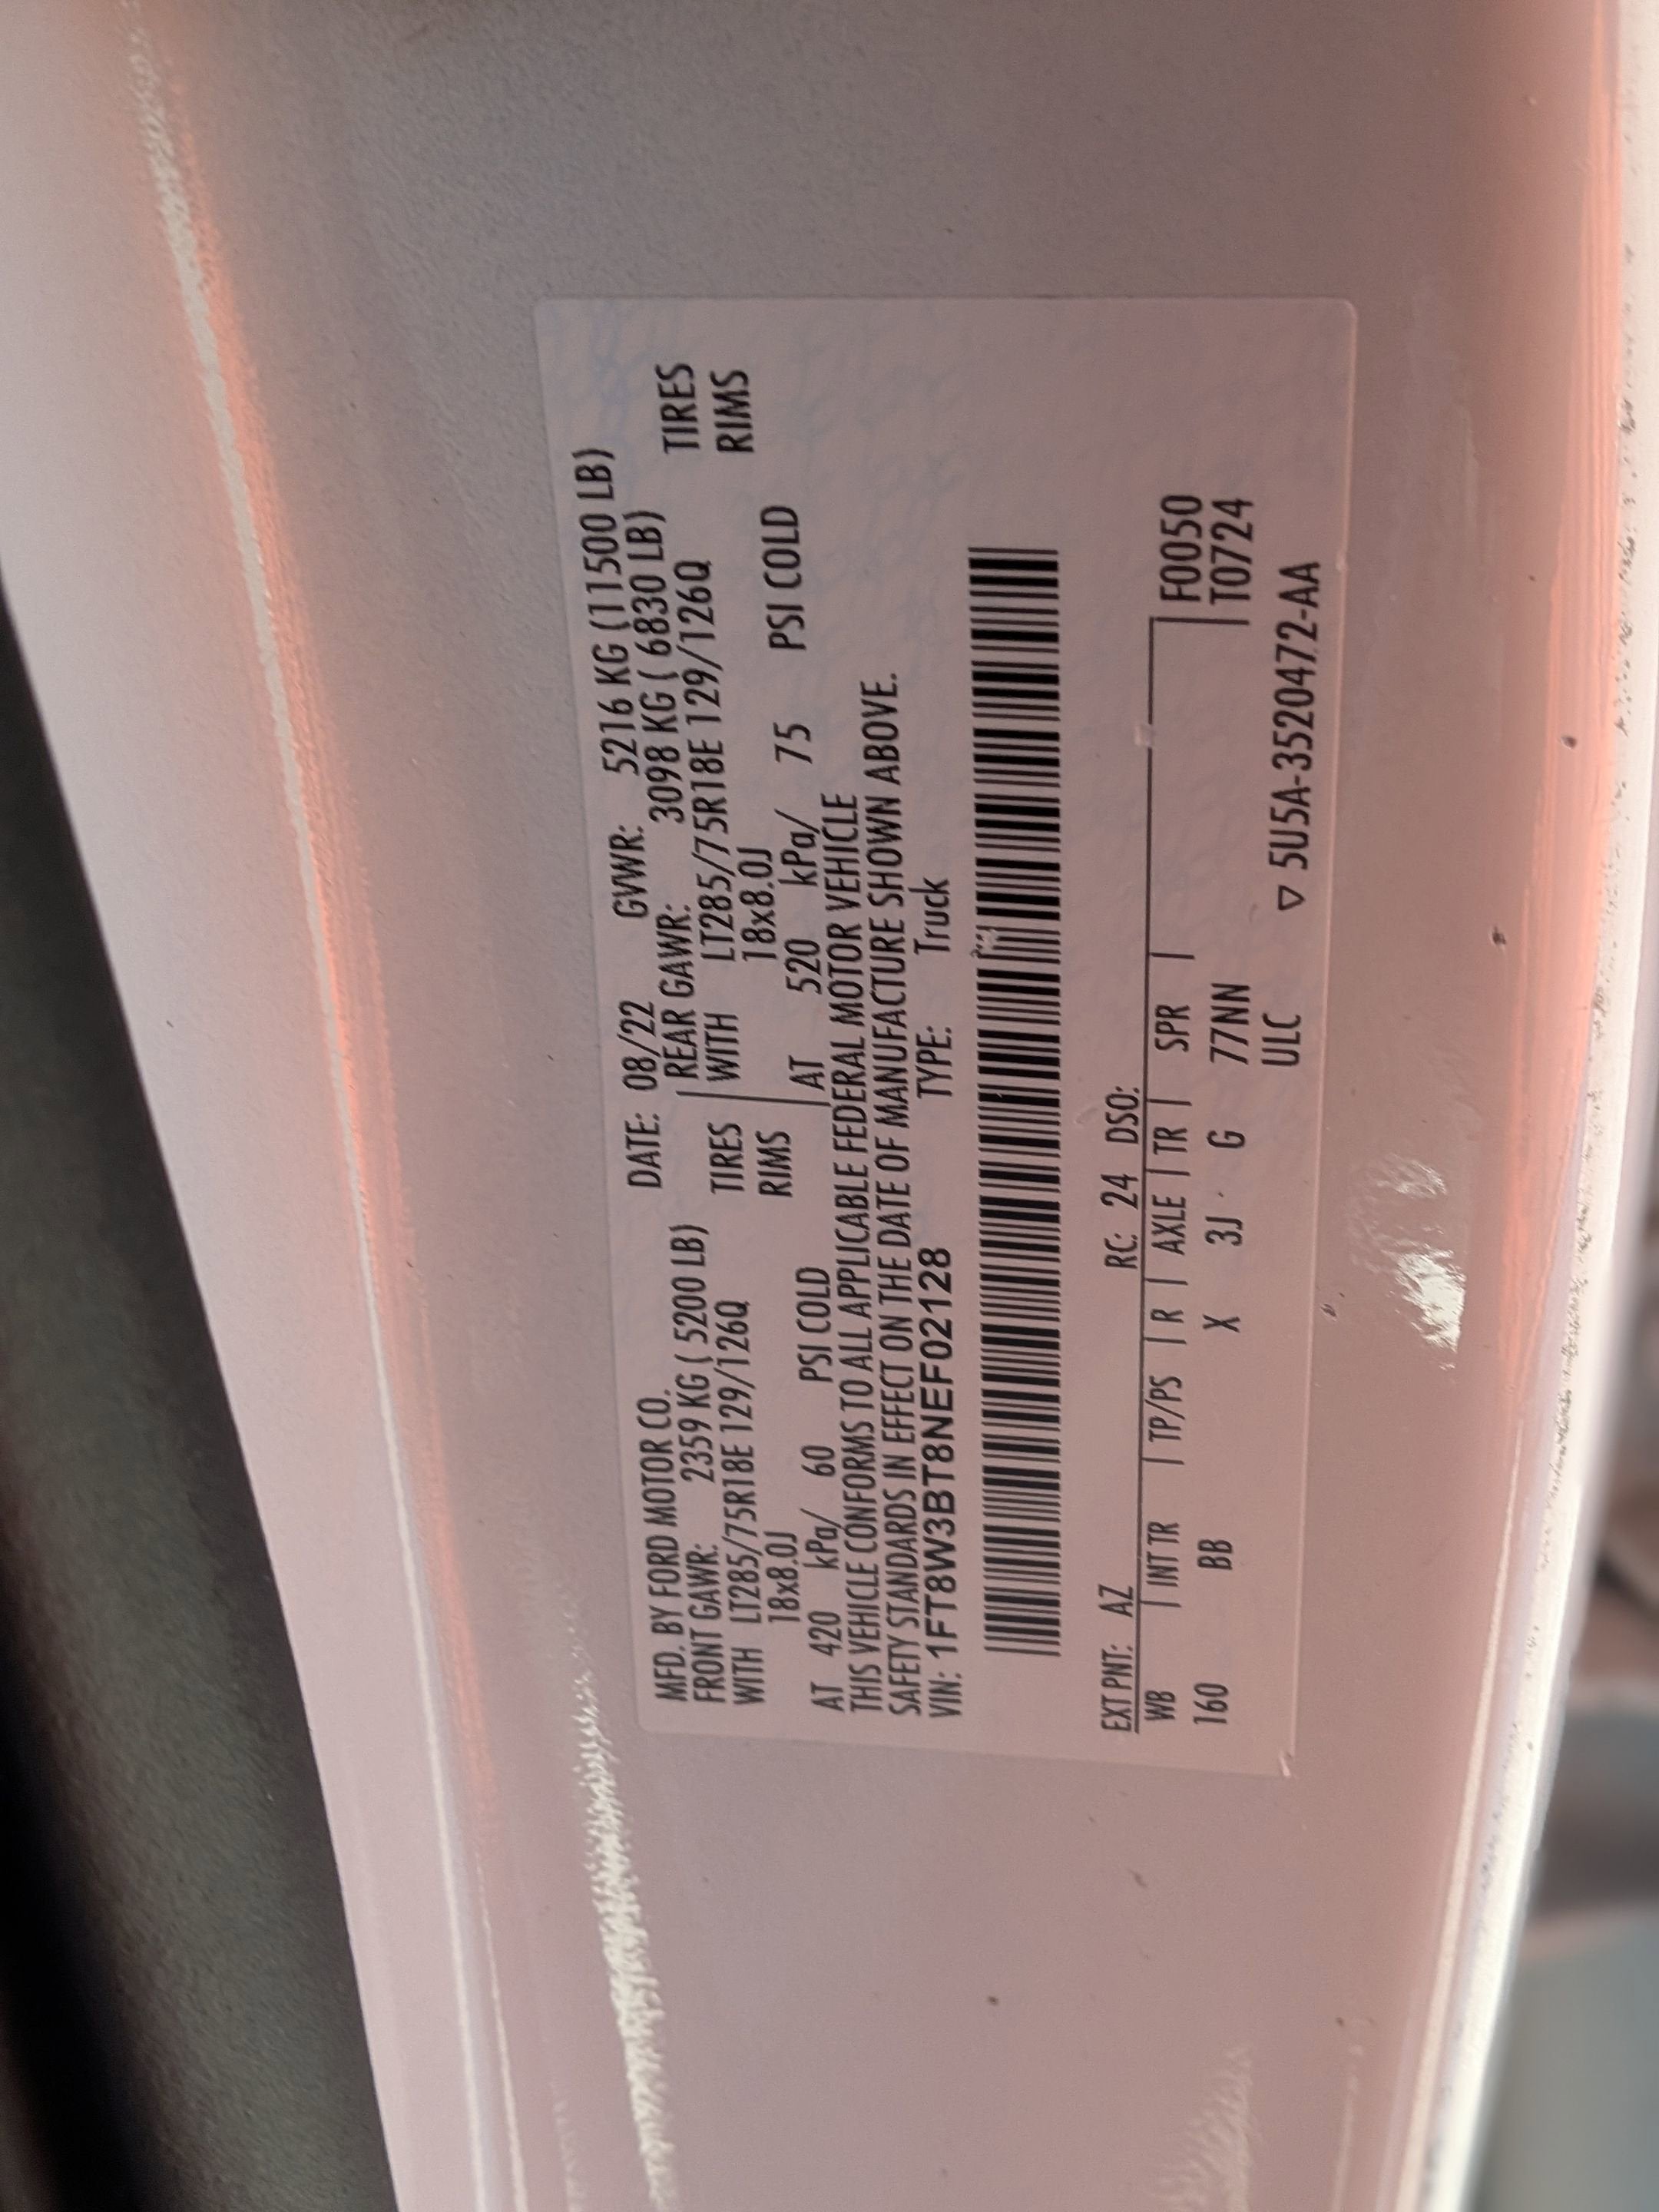 MFD. BY FORD MOTOR CO.
DATE: 08/22 GVWR: 5216 KG (11500 LB)
FRONT GAWR: 2359 KG ( 5200 LB) REAR GAWR: 3098 KG ( 6830 LB)
WITH LT285/75R18E 129/126Q TIRES WITH LT285/75R18E 129/126Q TIRES
18x8.0J RIMS 18x8.0J RIMS
AT 420 kPa/ 60 PSI COLD AT 520 kPa/ 75 PSI COLD
THIS VEHICLE CONFORMS TO ALL APPLICABLE FEDERAL MOTOR VEHICLE
SAFETY STANDARDS IN EFFECT ON THE DATE OF MANUFACTURE SHOWN ABOVE.
VIN: 1FT8W3BT8NEF02128 TYPE: Truck
EXT PNT: AZ RC: 24 DSO:
WB | INT TR | TP/PS | R | AXLE | TR | SPR | F0050
160 BB X 3J G 77NN T0724
ULC
▽ 5U5A-3520472-AA